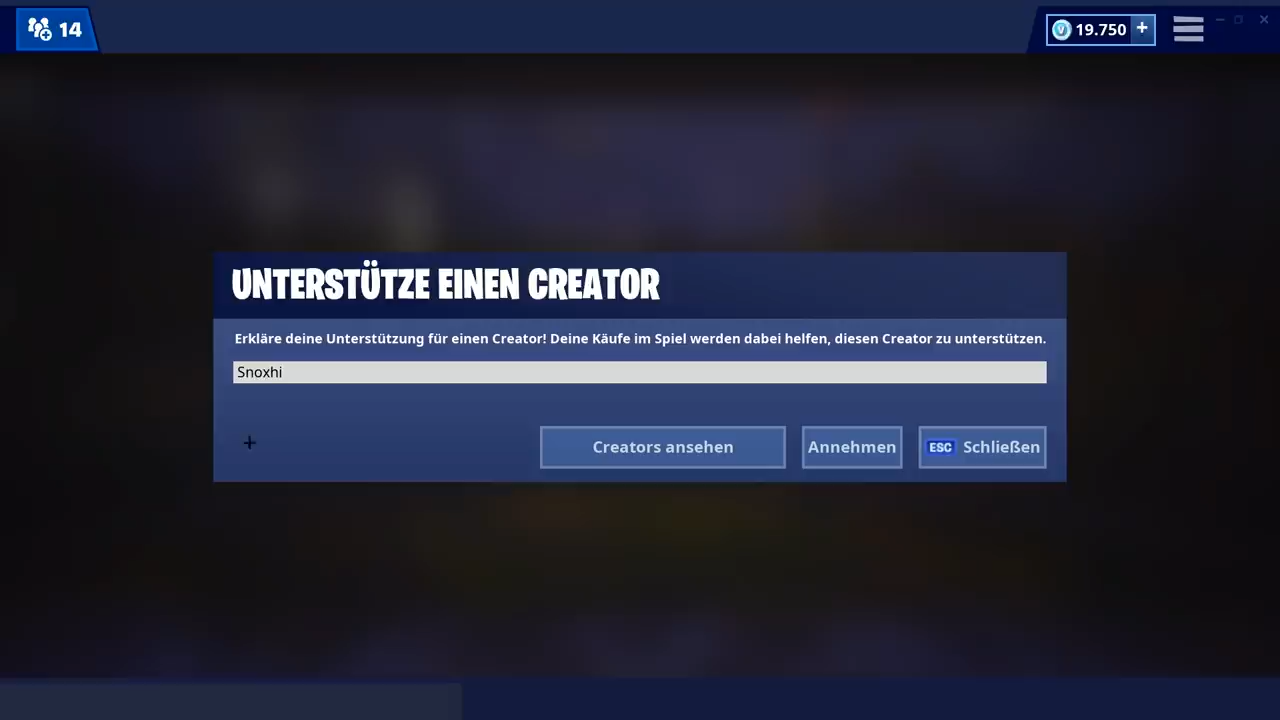 14
19.750 +
UNTERSTÜTZE EINEN CREATOR
Erkläre deine Unterstützung für einen Creator! Deine Käufe im Spiel werden dabei helfen, diesen Creator zu unterstützen.
Snoxhi
Creators ansehen
Annehmen
ESC Schließen